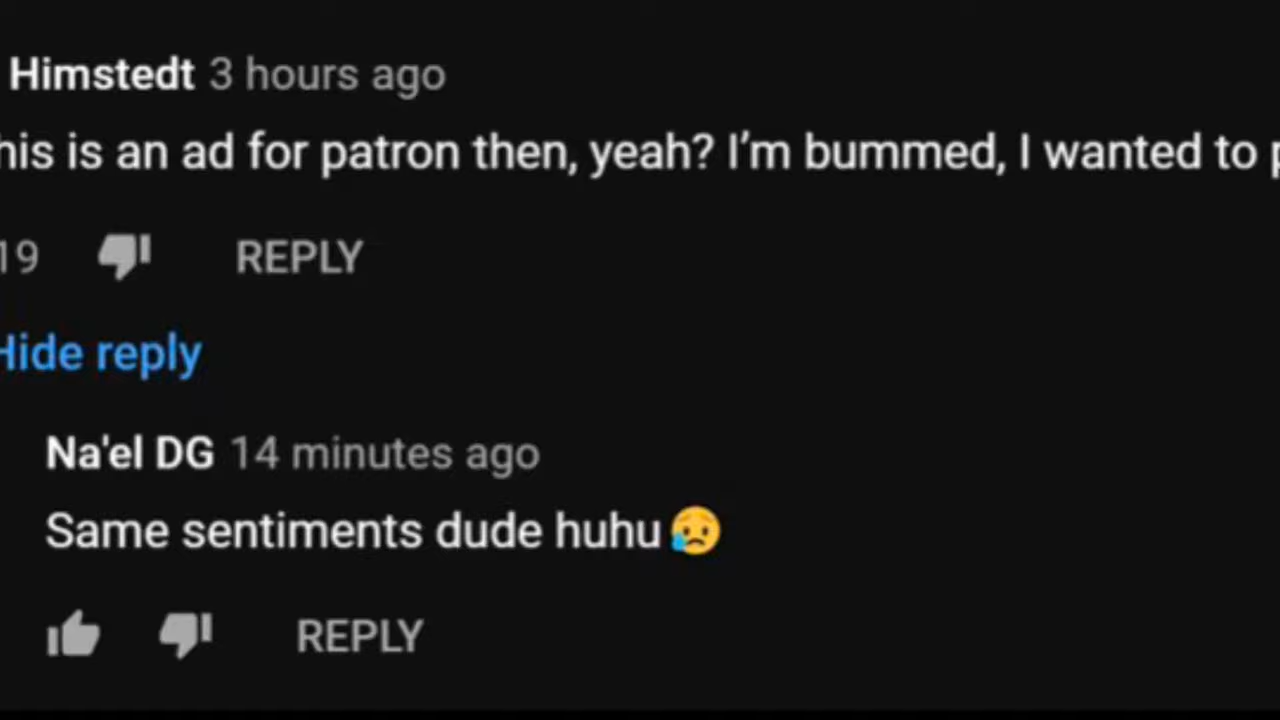 Himstedt 3 hours ago
his is an ad for patron then, yeah? I'm bummed, I wanted to
19 REPLY
Hide reply
Na'el DG 14 minutes ago
Same sentiments dude huhu😥
REPLY